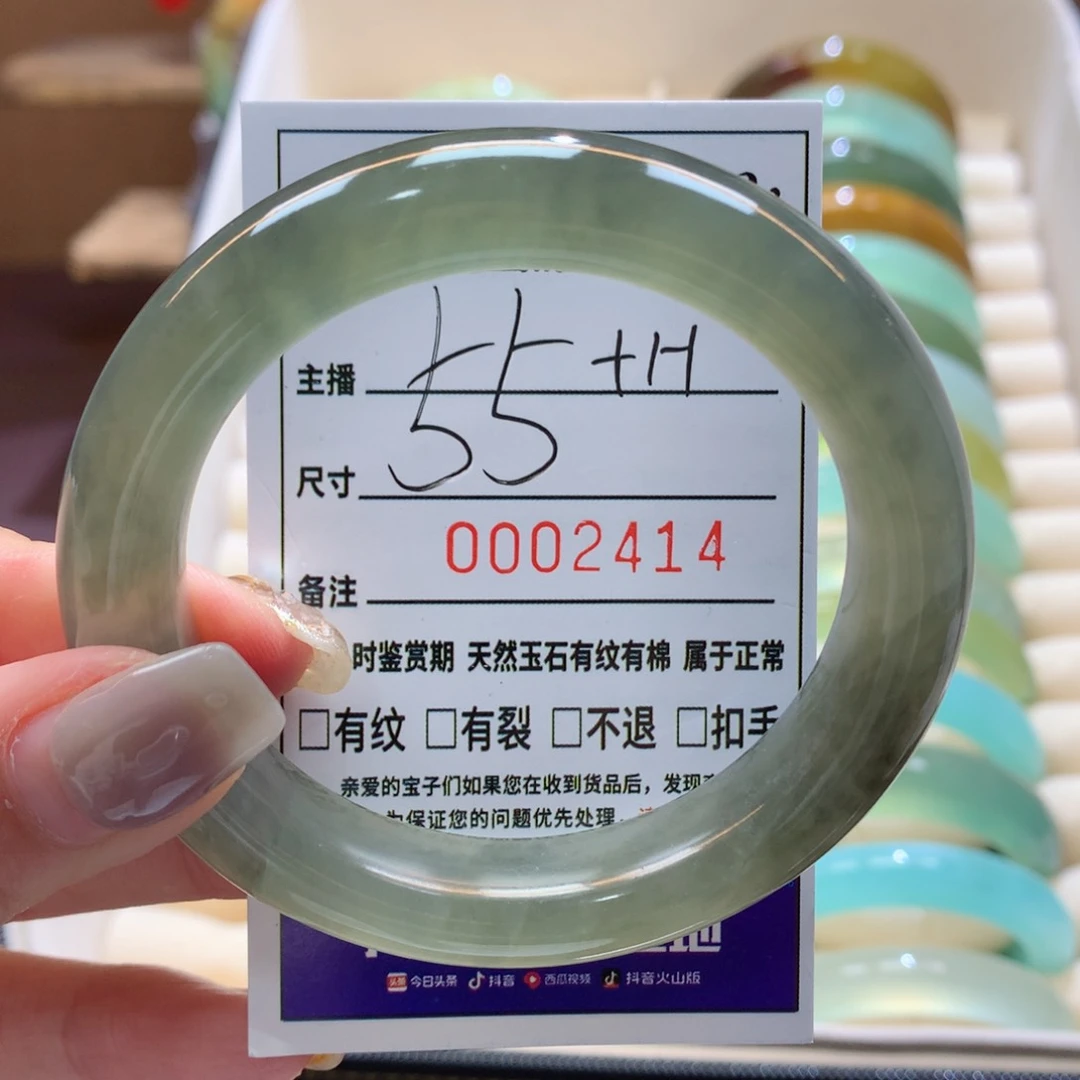 主播
55 +H
尺寸
0002414
备注
时鉴赏期 天然玉石有纹有棉 属于正常
□有纹 □有裂 □不退 □扣手
亲爱的宝子们如果您在收到货品后，发现
为保证您的问题优先处理，
头条 今日头条 抖音 西瓜视频 抖音火山版